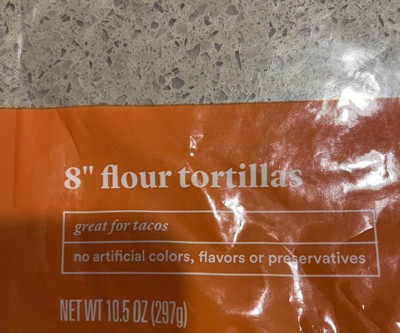 8" flour tortillas
great for tacos
no artificial colors, flavors or preservatives
NET WT 10.5 OZ (297g)